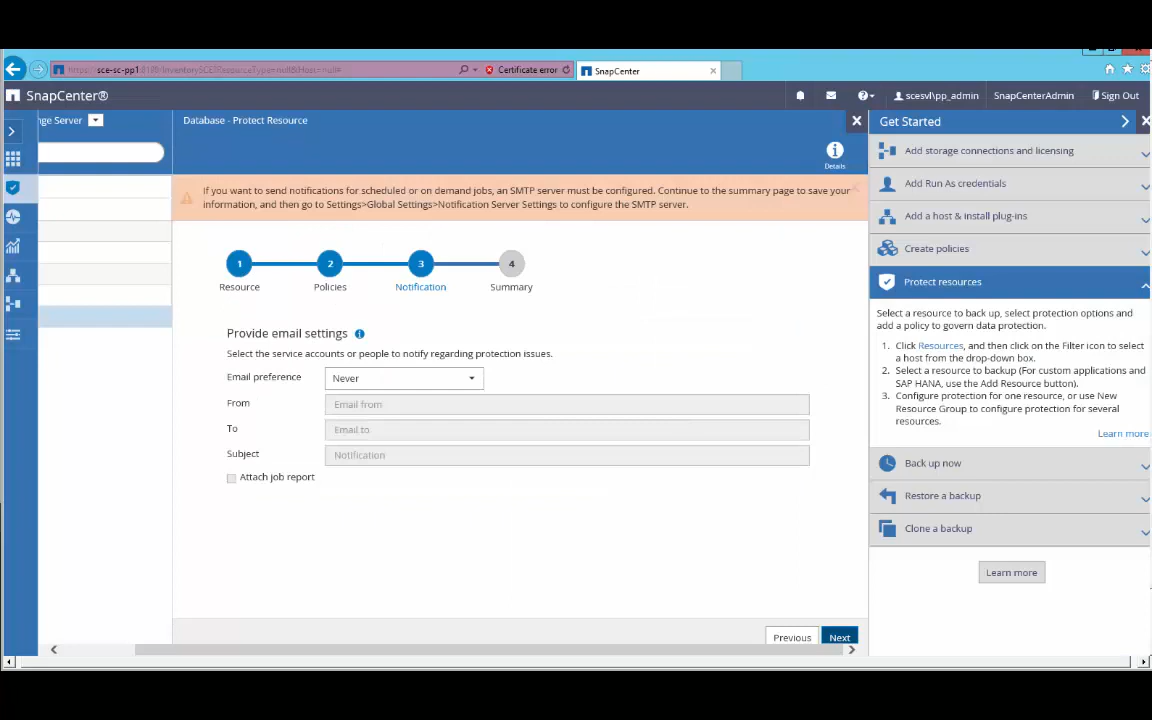 sce-sc-pp1
Certificate error
SnapCenter
SnapCenter®
scesvl\pp_admin
SnapCenterAdmin
Sign Out
nge Server
Database - Protect Resource
Details
Get Started
If you want to send notifications for scheduled or on demand jobs, an SMTP server must be configured. Continue to the summary page to save your
information, and then go to Settings>Global Settings>Notification Server Settings to configure the SMTP server.
1
2
3
4
Resource
Policies
Notification
Summary
Provide email settings
Select the service accounts or people to notify regarding protection issues.
Email preference
Never
From
Email from
To
Email to
Subject
Notification
Attach job report
Previous
Next
Add storage connections and licensing
Add Run As credentials
Add a host & install plug-ins
Create policies
Protect resources
Select a resource to back up, select protection options and
add a policy to govern data protection.
1. Click Resources, and then click on the Filter icon to select
a host from the drop-down box.
2. Select a resource to backup (For custom applications and
SAP HANA, use the Add Resource button).
3. Configure protection for one resource, or use New
Resource Group to configure protection for several
resources.
Learn more
Back up now
Restore a backup
Clone a backup
Learn more